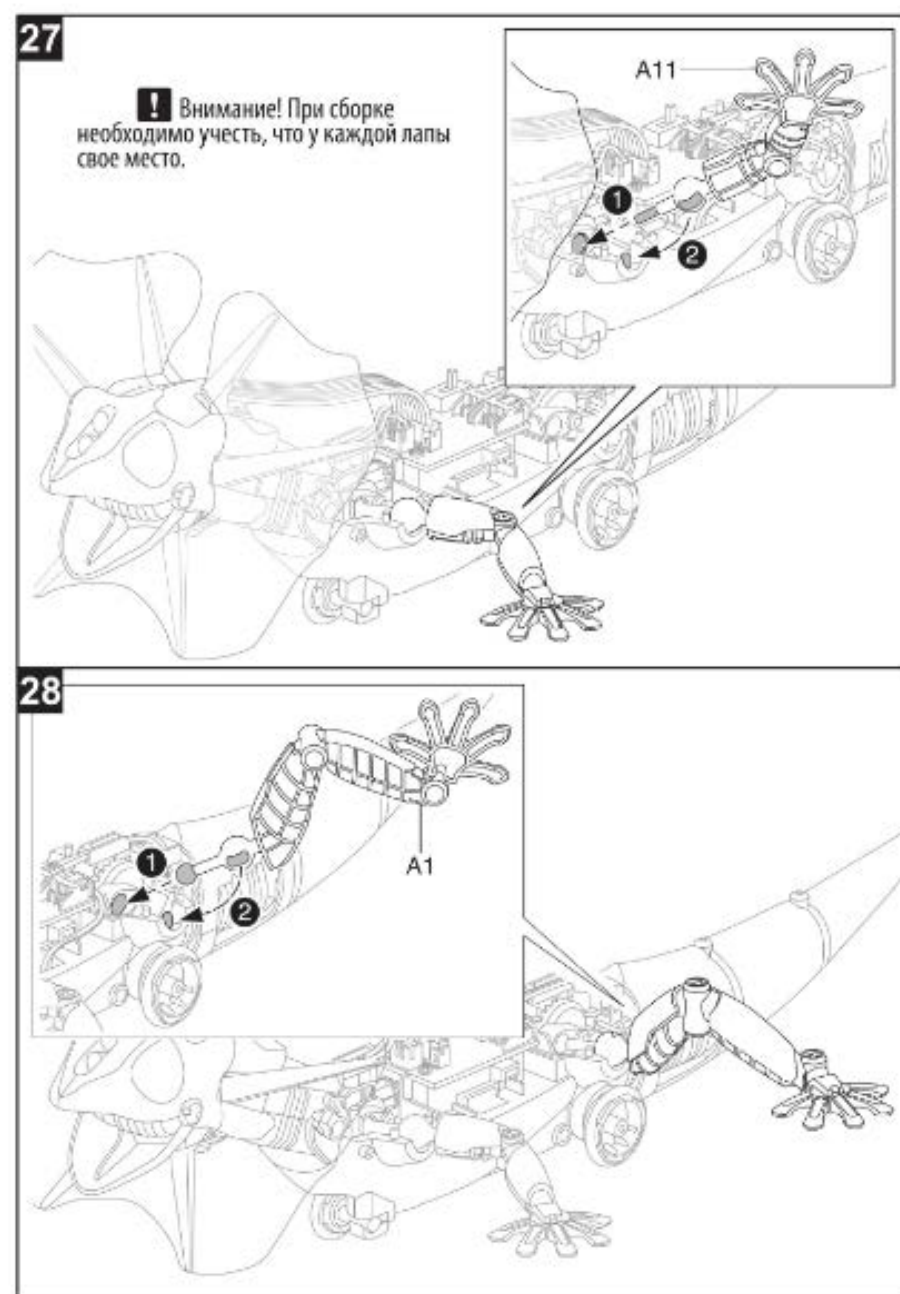 27
! Внимание! При сборке
необходимо учесть, что у каждой лапы
свое место.
A11
1
2
28
1
2
A1